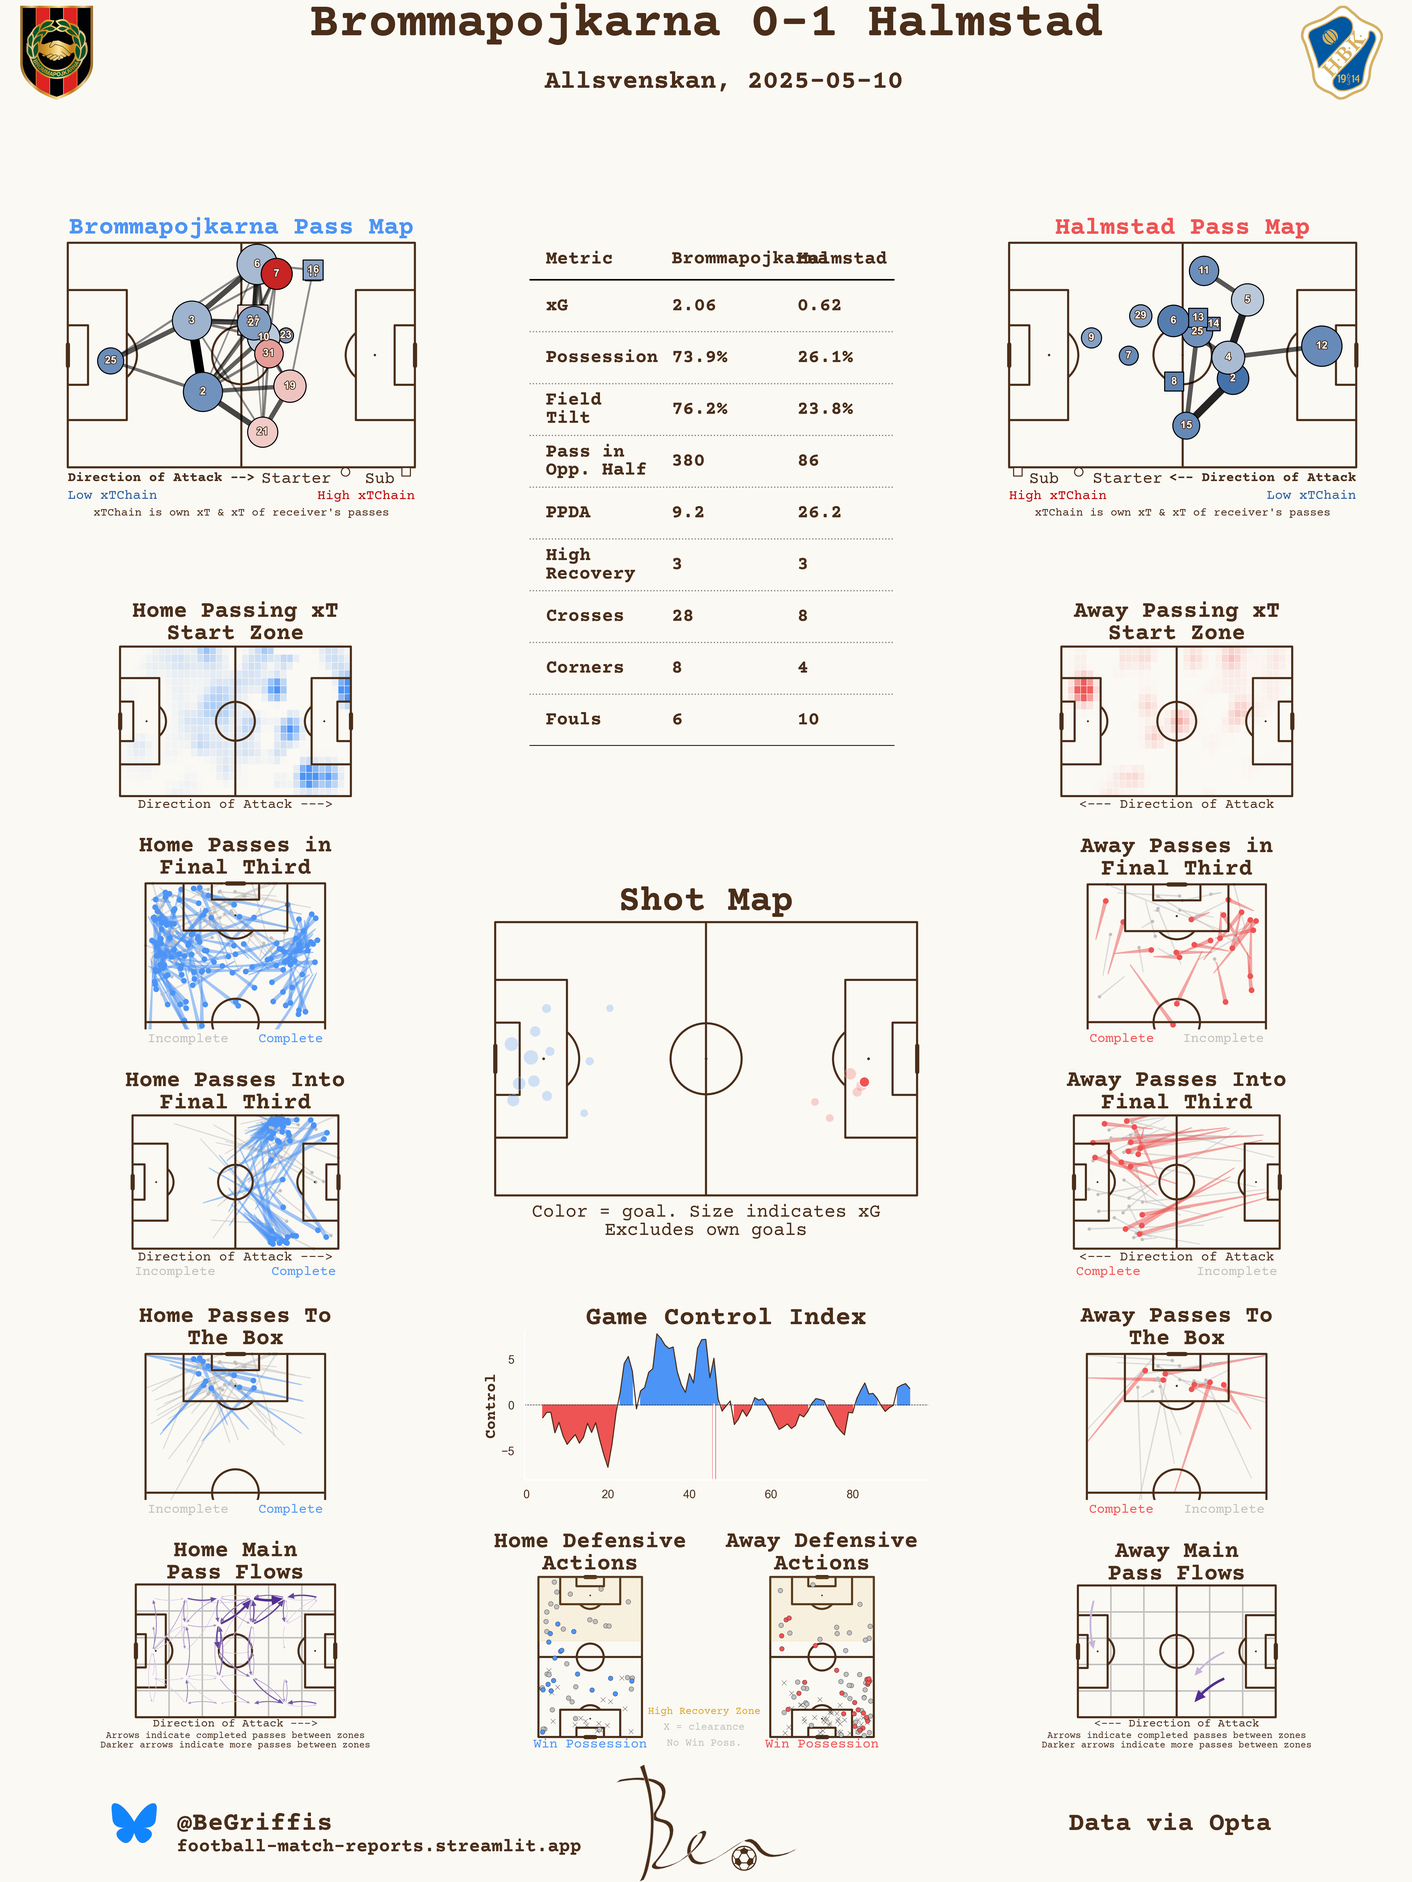 Brommapojkarna 0-1 Halmstad
Allsvenskan, 2025-05-10
BROMMAPOJKARNA
H.B.K.
19 14
Brommapojkarna Pass Map
6
7
16
3
27
10
23
31
25
2
19
21
Direction of Attack --> Starter Sub
Low xTChain High xTChain
xTChain is own xT & xT of receiver's passes
Metric Brommapojkarna Halmstad
xG 2.06 0.62
Possession 73.9% 26.1%
Field
Tilt 76.2% 23.8%
Pass in
Opp. Half 380 86
PPDA 9.2 26.2
High
Recovery 3 3
Crosses 28 8
Corners 8 4
Fouls 6 10
Halmstad Pass Map
11
5
29
6
13
14
25
9
7
4
12
8
2
15
Sub Starter <-- Direction of Attack
High xTChain Low xTChain
xTChain is own xT & xT of receiver's passes
Home Passing xT
Start Zone
Direction of Attack --->
Away Passing xT
Start Zone
<--- Direction of Attack
Home Passes in
Final Third
Incomplete Complete
Shot Map
Color = goal. Size indicates xG
Excludes own goals
Away Passes in
Final Third
Complete Incomplete
Home Passes Into
Final Third
Direction of Attack --->
Incomplete Complete
Away Passes Into
Final Third
<--- Direction of Attack
Complete Incomplete
Home Passes To
The Box
Incomplete Complete
Game Control Index
Control
5
0
−5
0 20 40 60 80
Away Passes To
The Box
Complete Incomplete
Home Main
Pass Flows
Direction of Attack --->
Arrows indicate completed passes between zones
Darker arrows indicate more passes between zones
Home Defensive
Actions
Win Possession
High Recovery Zone
X = clearance
No Win Poss.
Away Defensive
Actions
Win Possession
Away Main
Pass Flows
<--- Direction of Attack
Arrows indicate completed passes between zones
Darker arrows indicate more passes between zones
@BeGriffis
football-match-reports.streamlit.app
Ben
Data via Opta